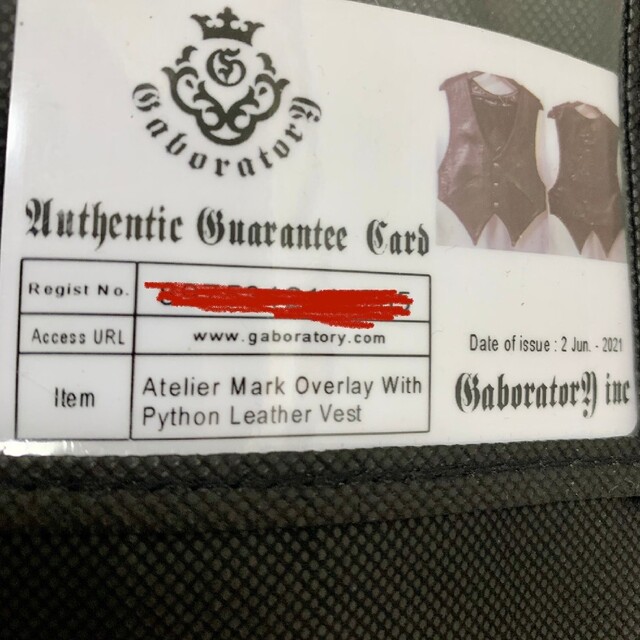 G
Gaboratory
Authentic Guarantee Card
Regist No.
Access URL www.gaboratory.com
Item Atelier Mark Overlay With
Python Leather Vest
Date of issue : 2 Jun. - 2021
Gaboratory inc